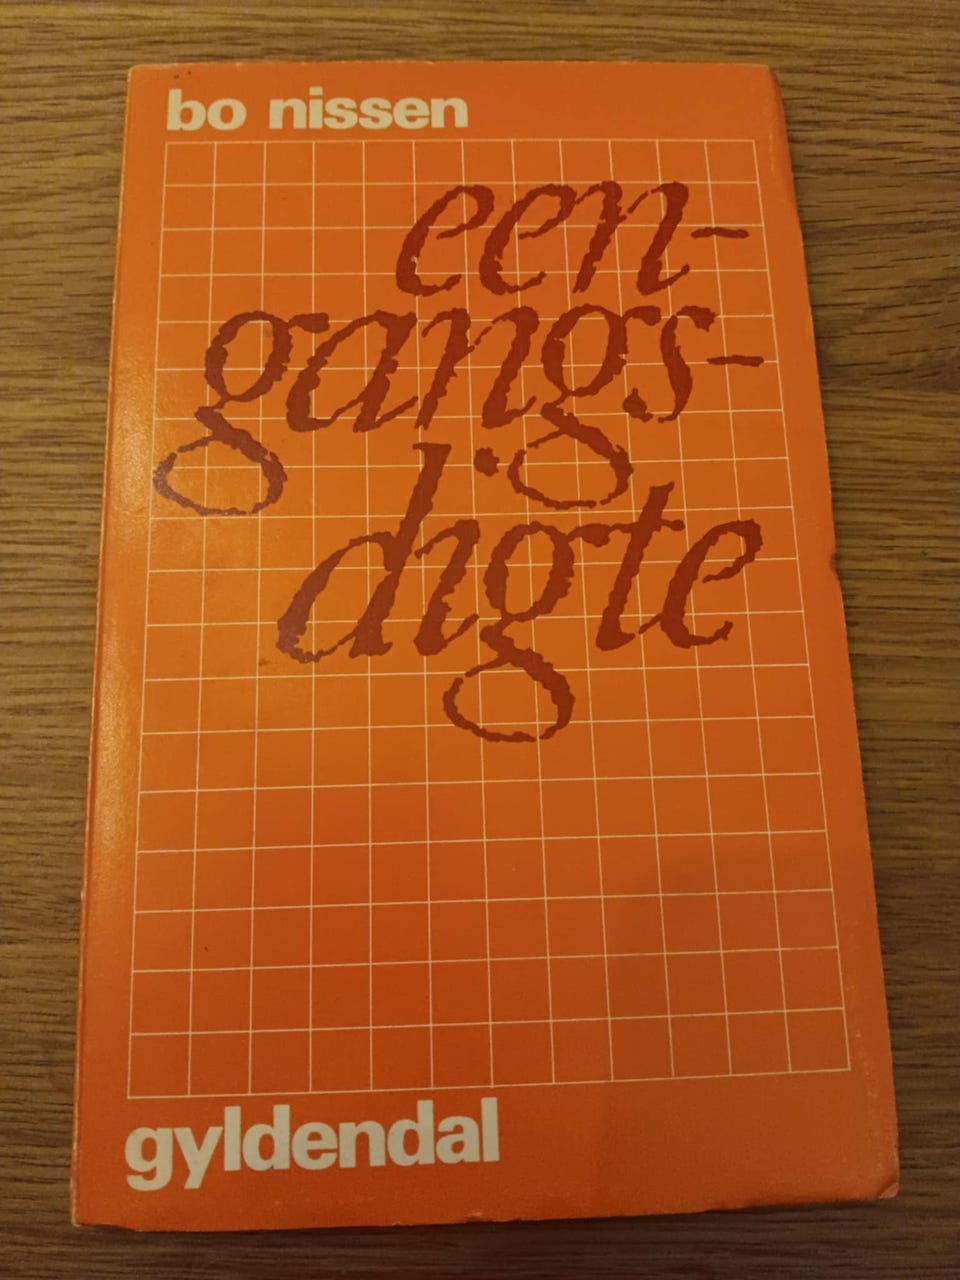 bo nissen
een-
gangs-
digte
gyldendal